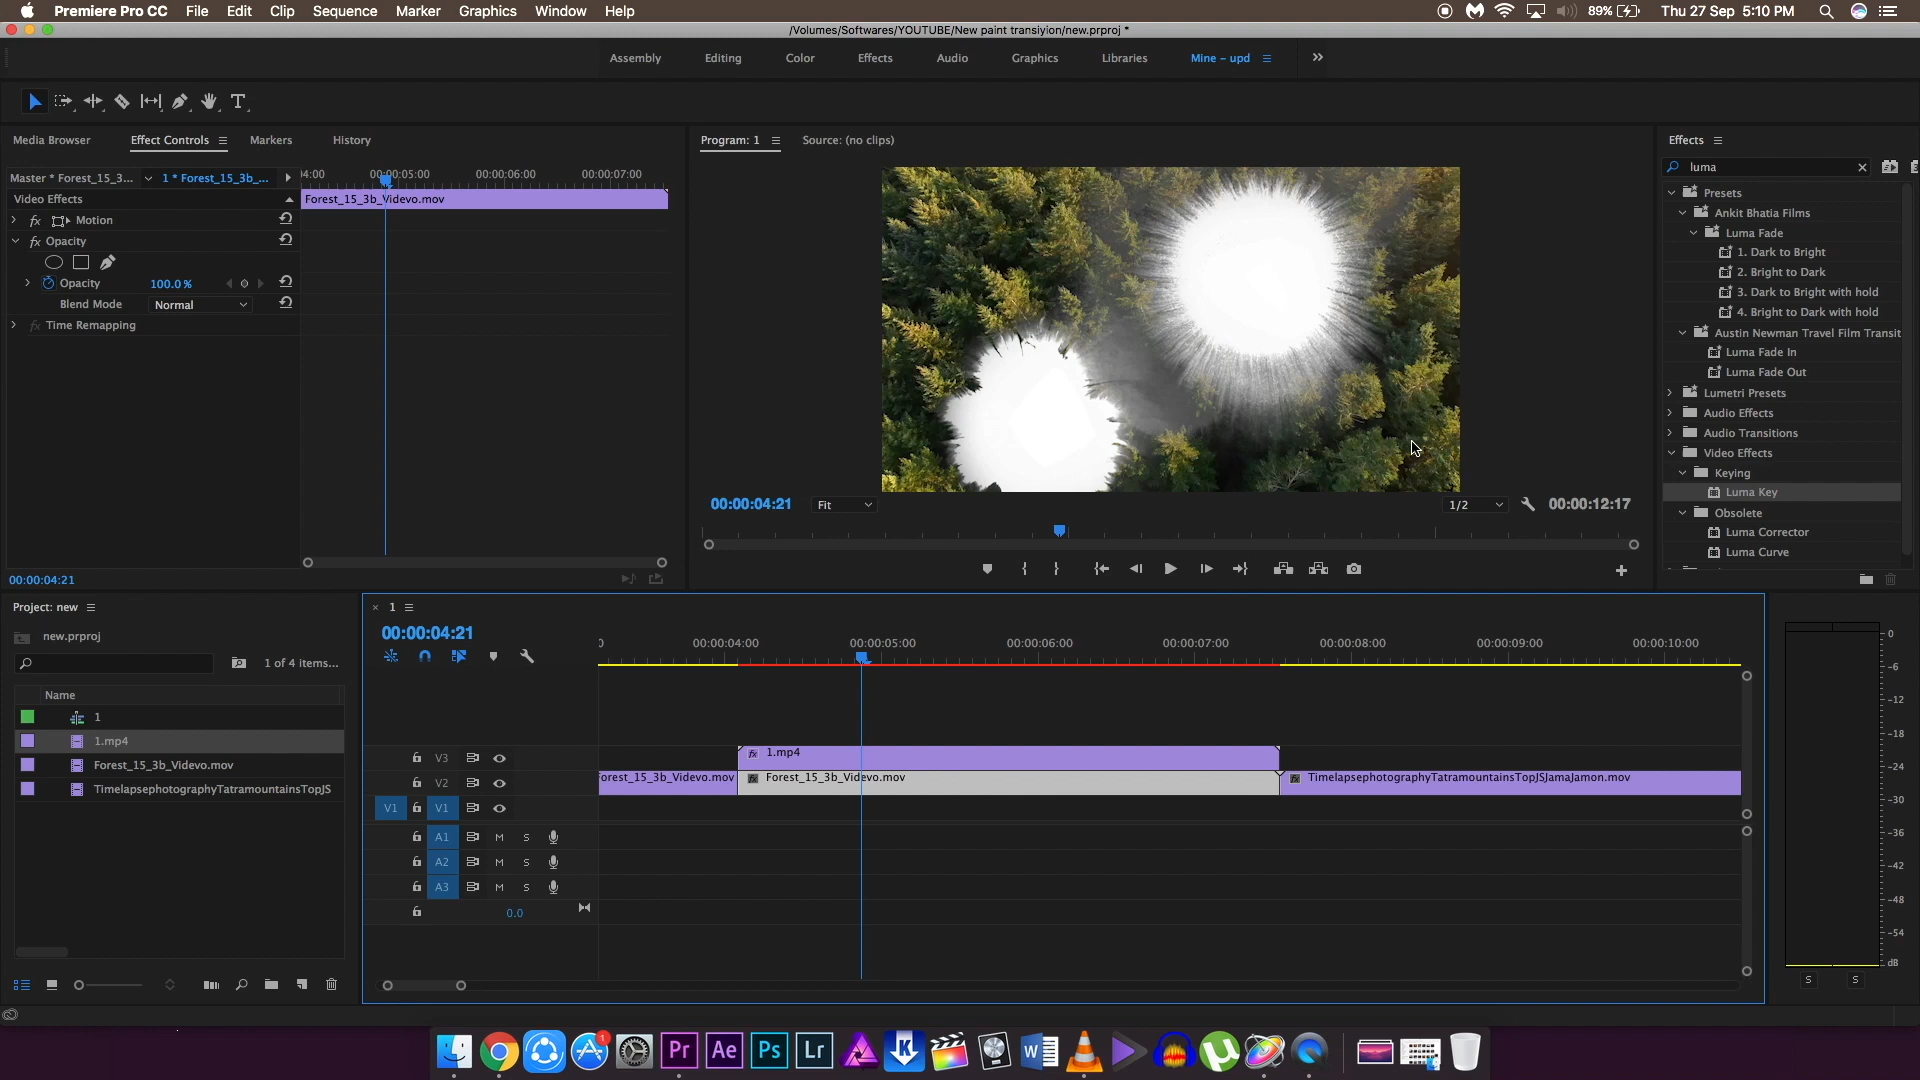 Premiere Pro CC File Edit Clip Sequence Marker Graphics Window Help 89% Thu 27 Sep 5:10 PM
/Volumes/Softwares/YOUTUBE/New paint transiyion/new.prproj *
Assembly Editing Color Effects Audio Graphics Libraries Mine - upd
Media Browser Effect Controls Markers History
Master * Forest_15_3... 1 * Forest_15_3b_...
Video Effects
Motion
Opacity
Opacity 100.0 %
Blend Mode Normal
Time Remapping
00:00:05:00 00:00:06:00 00:00:07:00
Forest_15_3b_Videvo.mov
00:00:04:21
Program: 1 Source: (no clips)
00:00:04:21 Fit 1/2 00:00:12:17
Effects
luma
Presets
Ankit Bhatia Films
Luma Fade
1. Dark to Bright
2. Bright to Dark
3. Dark to Bright with hold
4. Bright to Dark with hold
Austin Newman Travel Film Transit
Luma Fade In
Luma Fade Out
Lumetri Presets
Audio Effects
Audio Transitions
Video Effects
Keying
Luma Key
Obsolete
Luma Corrector
Luma Curve
Project: new
new.prproj
1 of 4 items...
Name
1
1.mp4
Forest_15_3b_Videvo.mov
TimelapsephotographyTatramountainsTopJS
1
00:00:04:21
00:00:04:00 00:00:05:00 00:00:06:00 00:00:07:00 00:00:08:00 00:00:09:00 00:00:10:00
V3 1.mp4
V2 orest_15_3b_Videvo.mov Forest_15_3b_Videvo.mov TimelapsephotographyTatramountainsTopJSJamaJamon.mov
V1 V1
A1 M S
A2 M S
A3 M S
0.0
0
-6
-12
-18
-24
-30
-36
-42
-48
-54
dB
S S
Pr Ae Ps Lr K W
1